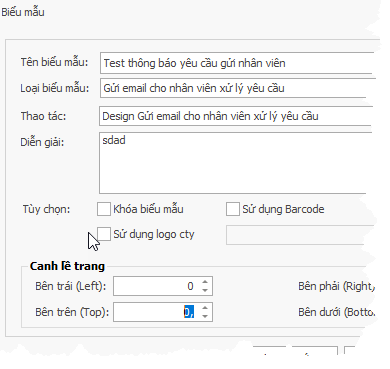 Biểu mẫu
Tên biểu mẫu: Test thông báo yêu cầu gửi nhân viên
Loại biểu mẫu: Gửi email cho nhân viên xử lý yêu cầu
Thao tác: Design Gửi email cho nhân viên xử lý yêu cầu
Diễn giải: sdad
Tùy chọn: Khóa biểu mẫu Sử dụng Barcode
Sử dụng logo cty
Canh lề trang
Bên trái (Left): 0 Bên phải (Right,
Bên trên (Top): 0, Bên dưới (Botto.